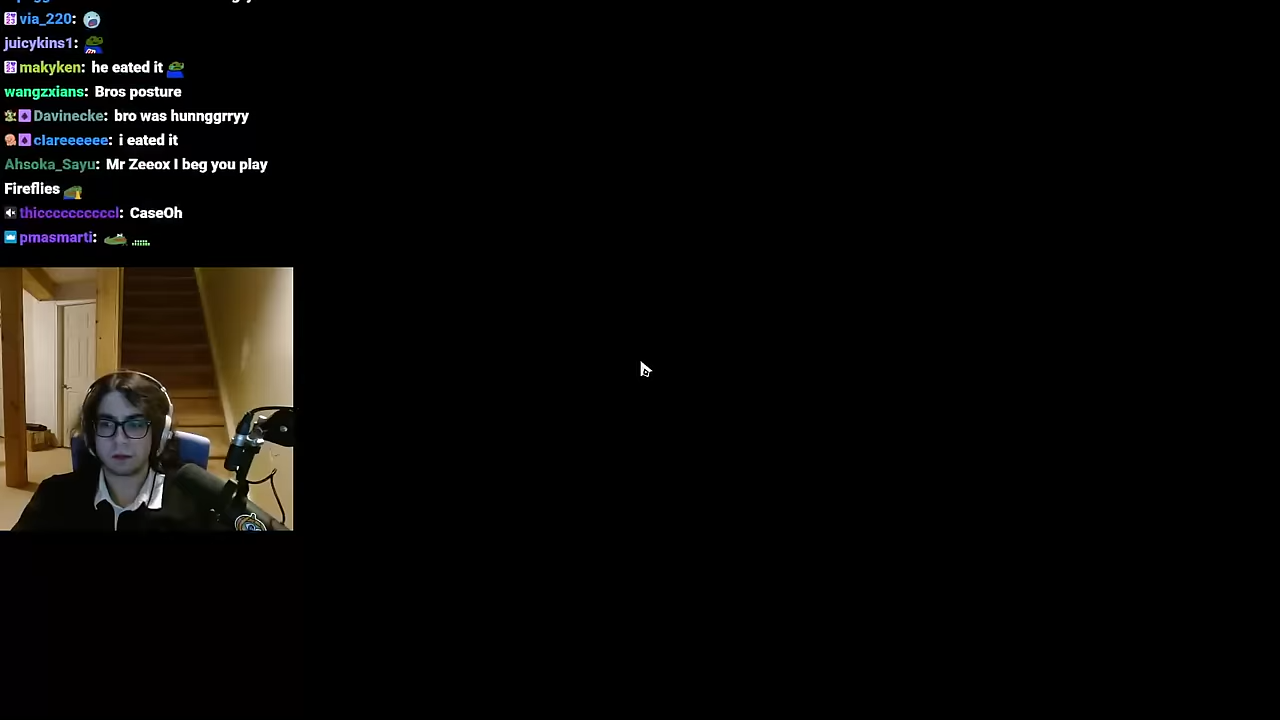 via_220:
juicykins1:
makyken: he eated it
wangzxians: Bros posture
Davinecke: bro was hunnggrryy
clareeeeee: i eated it
Ahsoka_Sayu: Mr Zeeox I beg you play
Fireflies
thicccccccccl: CaseOh
pmasmarti: